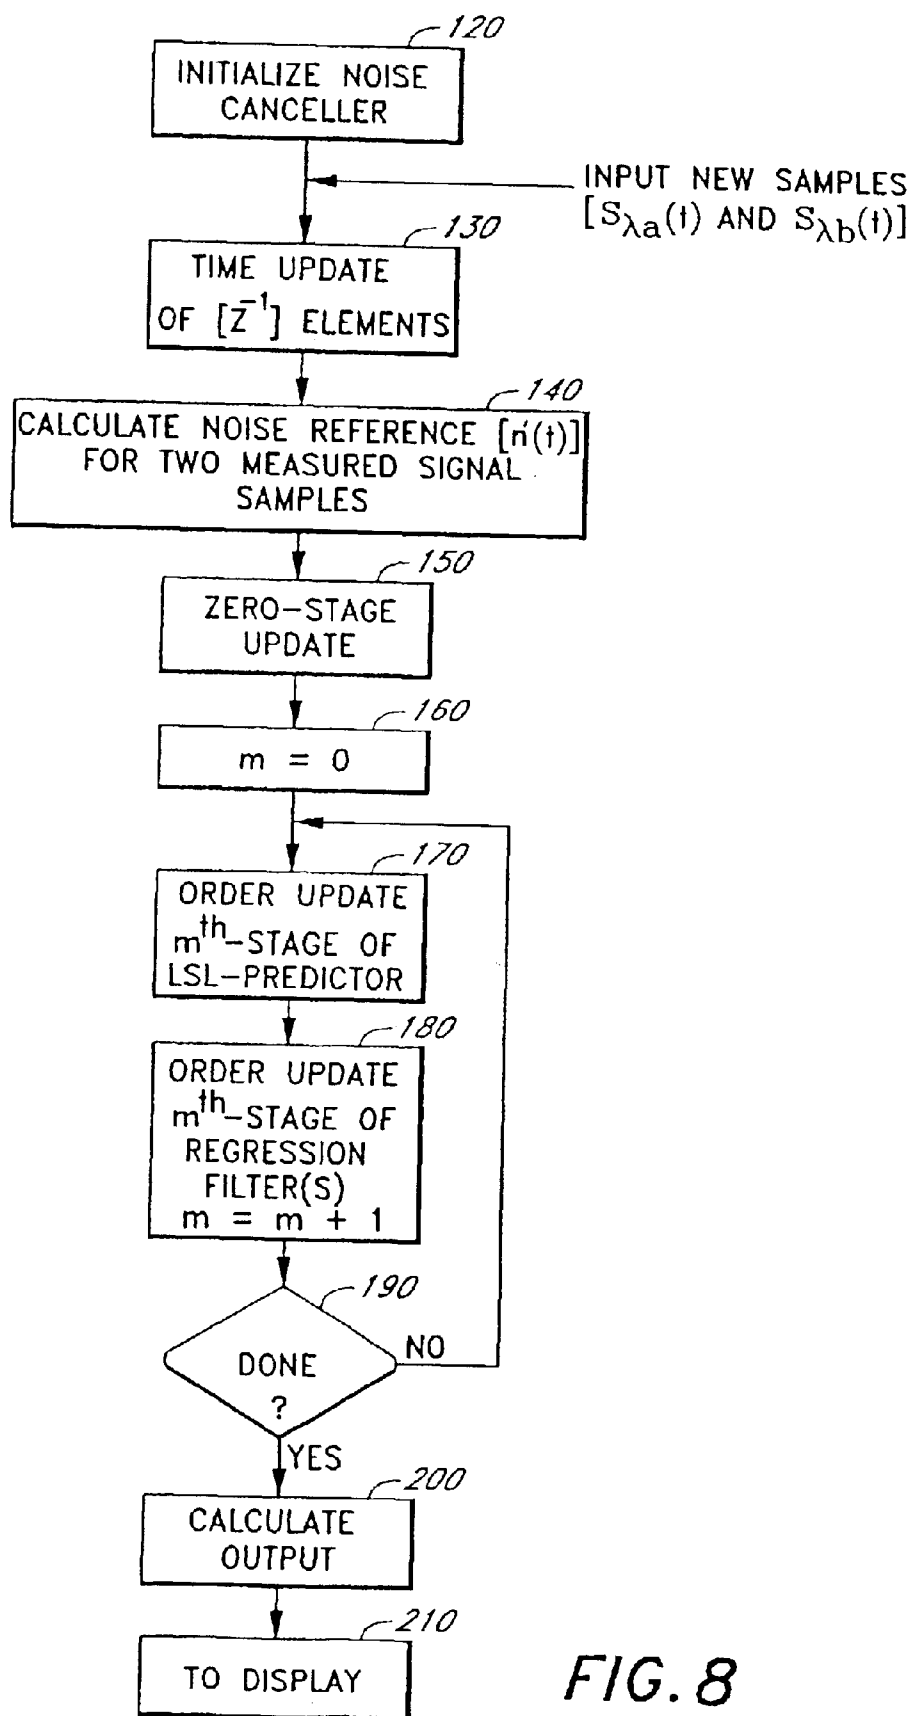 120
INITIALIZE NOISE
CANCELLER
INPUT NEW SAMPLES
[Sλa(t) AND Sλb(t)]
130
TIME UPDATE
OF [Z⁻¹] ELEMENTS
140
CALCULATE NOISE REFERENCE [n'(t)]
FOR TWO MEASURED SIGNAL
SAMPLES
150
ZERO-STAGE
UPDATE
160
m = 0
170
ORDER UPDATE
mth-STAGE OF
LSL-PREDICTOR
180
ORDER UPDATE
mth-STAGE OF
REGRESSION
FILTER(S)
m = m + 1
190
DONE
?
NO
YES
200
CALCULATE
OUTPUT
210
TO DISPLAY
FIG. 8